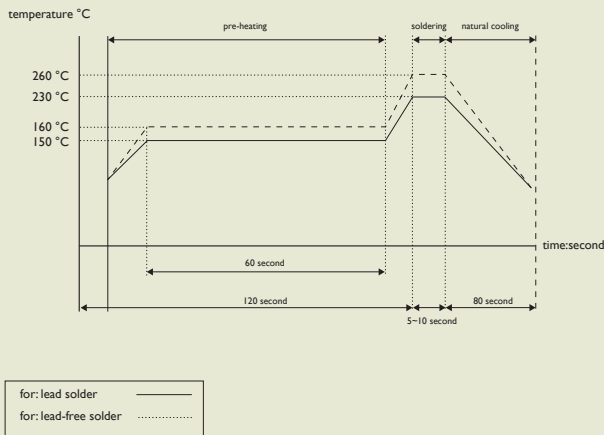 temperature °C
pre-heating
soldering
natural cooling
260 °C
230 °C
160 °C
150 °C
time:second
60 second
120 second
80 second
5~10 second
for: lead solder
for: lead-free solder